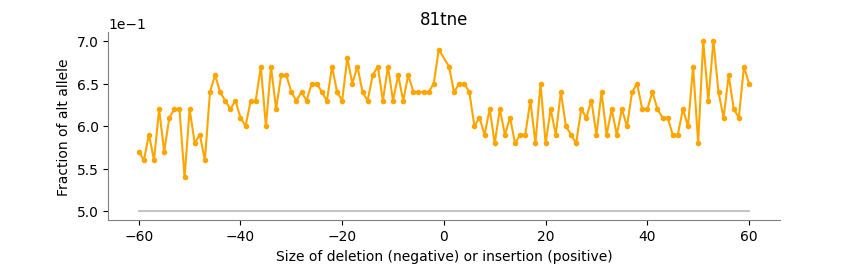 81tne
1e−1
7.0
6.5
6.0
5.5
5.0
Fraction of alt allele
−60 −40 −20 0 20 40 60
Size of deletion (negative) or insertion (positive)